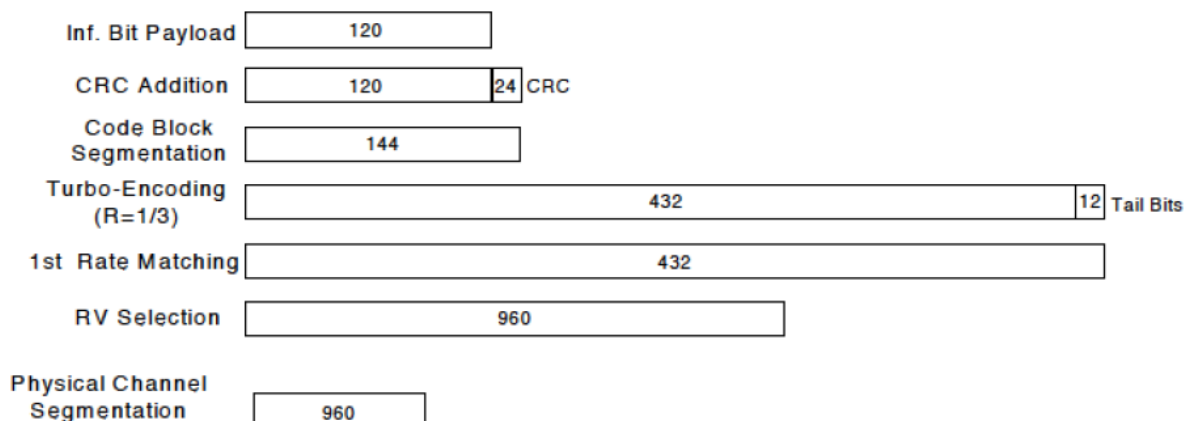 Inf. Bit Payload 120
CRC Addition 120 24 CRC
Code Block
Segmentation 144
Turbo-Encoding
(R=1/3) 432 12 Tail Bits
1st Rate Matching 432
RV Selection 960
Physical Channel
Segmentation 960